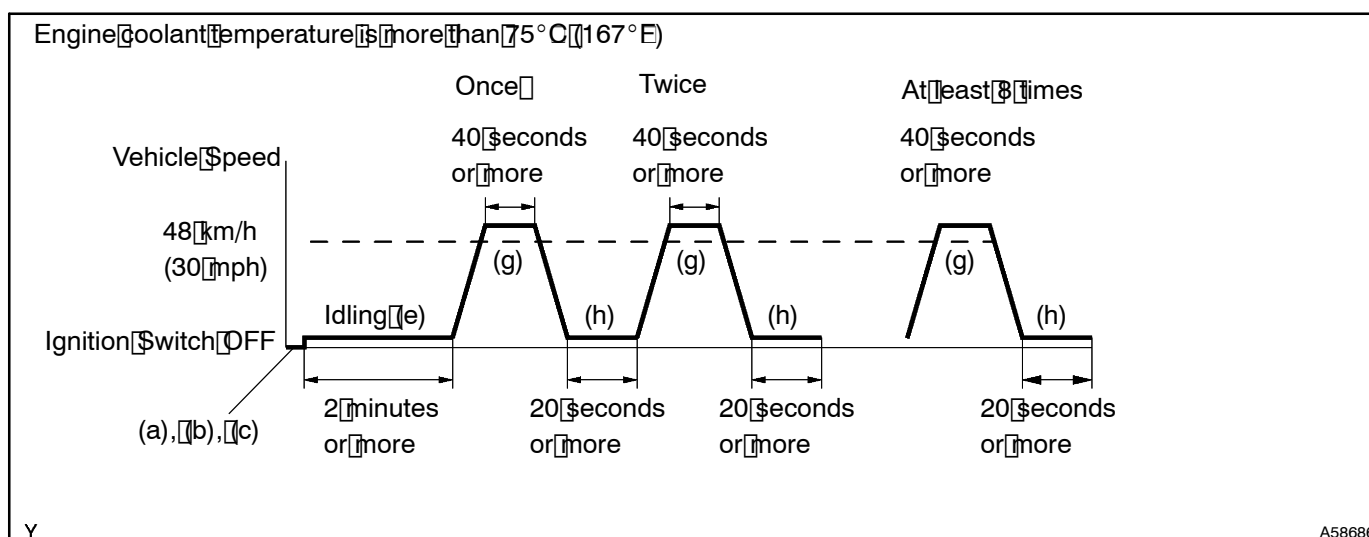 Engine coolant temperature is more than 75°C (167°F)
Once
Twice
At least 8 times
40 seconds
or more
40 seconds
or more
40 seconds
or more
Vehicle Speed
48 km/h
(30 mph)
(g)
(g)
(g)
Idling (e)
(h)
(h)
(h)
Ignition Switch OFF
2 minutes
or more
20 seconds
or more
20 seconds
or more
20 seconds
or more
(a), (b), (c)
Y
A58686